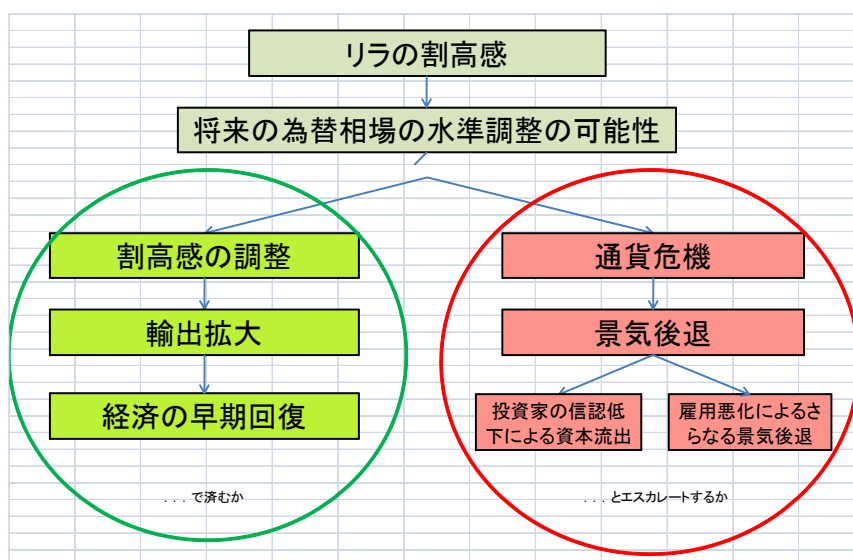 リラの割高感
将来の為替相場の水準調整の可能性
割高感の調整
輸出拡大
経済の早期回復
...で済むか
通貨危機
景気後退
投資家の信認低
下による資本流出
雇用悪化によるさ
らなる景気後退
...とエスカレートするか